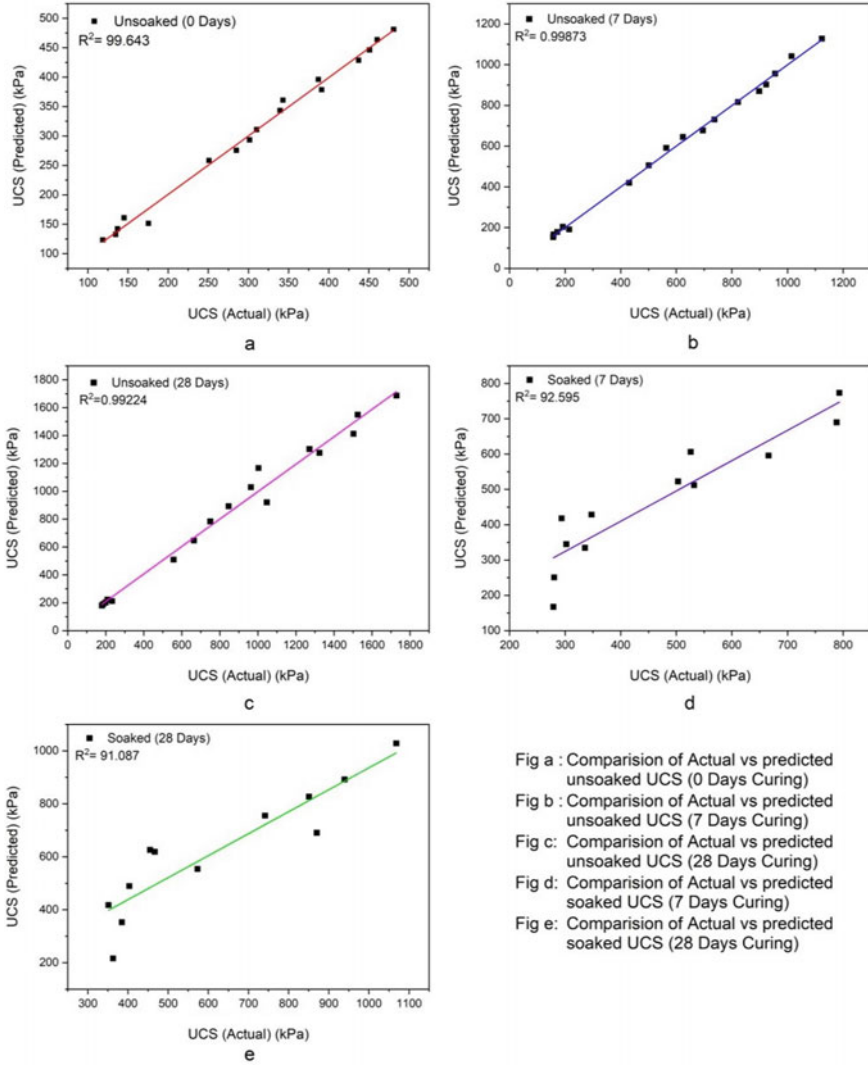 Unsoaked (0 Days)
R²= 99.643
500
450
400
350
300
250
200
150
100
UCS (Predicted) (kPa)
100 150 200 250 300 350 400 450 500
UCS (Actual) (kPa)
a
Unsoaked (7 Days)
R²= 0.99873
1200
1000
800
600
400
200
0
UCS (Predicted) (kPa)
0 200 400 600 800 1000 1200
UCS (Actual) (kPa)
b
Unsoaked (28 Days)
R²=0.99224
1800
1600
1400
1200
1000
800
600
400
200
0
UCS (Predicted) (kPa)
0 200 400 600 800 1000 1200 1400 1600 1800
UCS (Actual) (kPa)
c
Soaked (7 Days)
R²= 92.595
800
700
600
500
400
300
200
100
UCS (Predicted) (kPa)
200 300 400 500 600 700 800
UCS (Actual) (kPa)
d
Soaked (28 Days)
R²= 91.087
1000
800
600
400
200
UCS (Predicted) (kPa)
300 400 500 600 700 800 900 1000 1100
UCS (Actual) (kPa)
e
Fig a : Comparision of Actual vs predicted
unsoaked UCS (0 Days Curing)
Fig b : Comparision of Actual vs predicted
unsoaked UCS (7 Days Curing)
Fig c: Comparision of Actual vs predicted
unsoaked UCS (28 Days Curing)
Fig d: Comparision of Actual vs predicted
soaked UCS (7 Days Curing)
Fig e: Comparision of Actual vs predicted
soaked UCS (28 Days Curing)